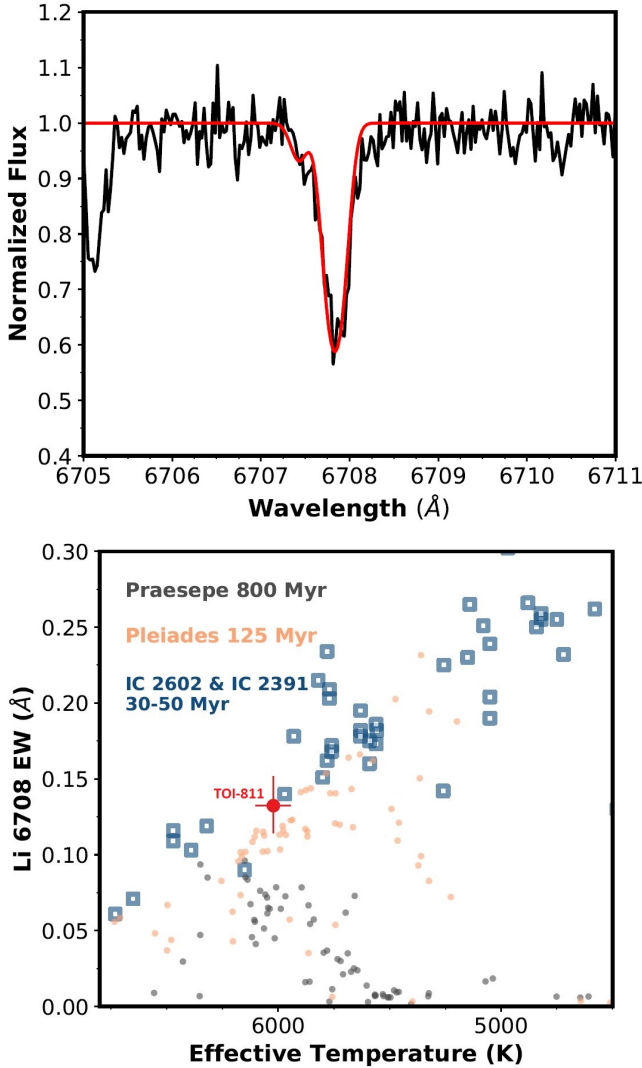 1.2
1.1
1.0
0.9
0.8
0.7
0.6
0.5
0.4
Normalized Flux
6705 6706 6707 6708 6709 6710 6711
Wavelength (Å)
0.30
0.25
0.20
0.15
0.10
0.05
0.00
Li 6708 EW (Å)
Praesepe 800 Myr
Pleiades 125 Myr
IC 2602 & IC 2391
30-50 Myr
TOI-811
6000 5000
Effective Temperature (K)